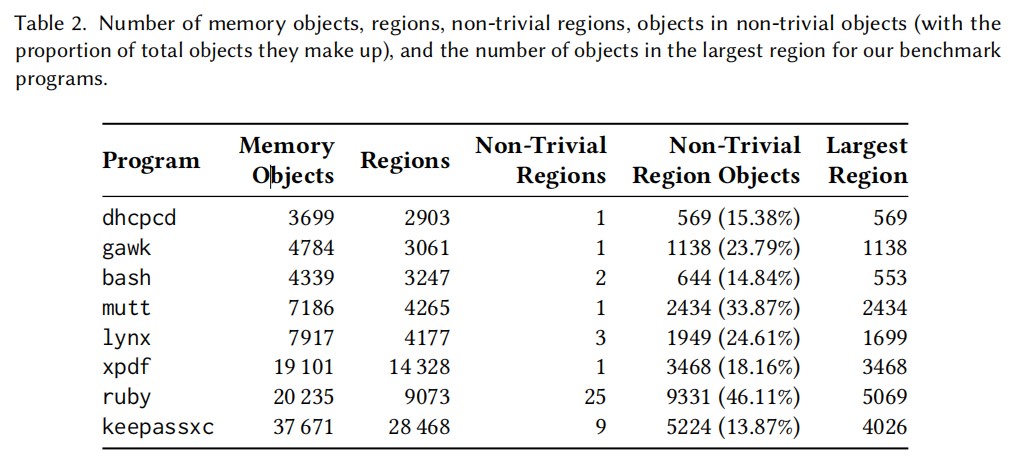 Table 2. Number of memory objects, regions, non-trivial regions, objects in non-trivial objects (with the
proportion of total objects they make up), and the number of objects in the largest region for our benchmark
programs.
Program Memory Objects Regions Non-Trivial Regions Non-Trivial Region Objects Largest Region
dhcpcd 3699 2903 1 569 (15.38%) 569
gawk 4784 3061 1 1138 (23.79%) 1138
bash 4339 3247 2 644 (14.84%) 553
mutt 7186 4265 1 2434 (33.87%) 2434
lynx 7917 4177 3 1949 (24.61%) 1699
xpdf 19 101 14 328 1 3468 (18.16%) 3468
ruby 20 235 9073 25 9331 (46.11%) 5069
keepassxc 37 671 28 468 9 5224 (13.87%) 4026